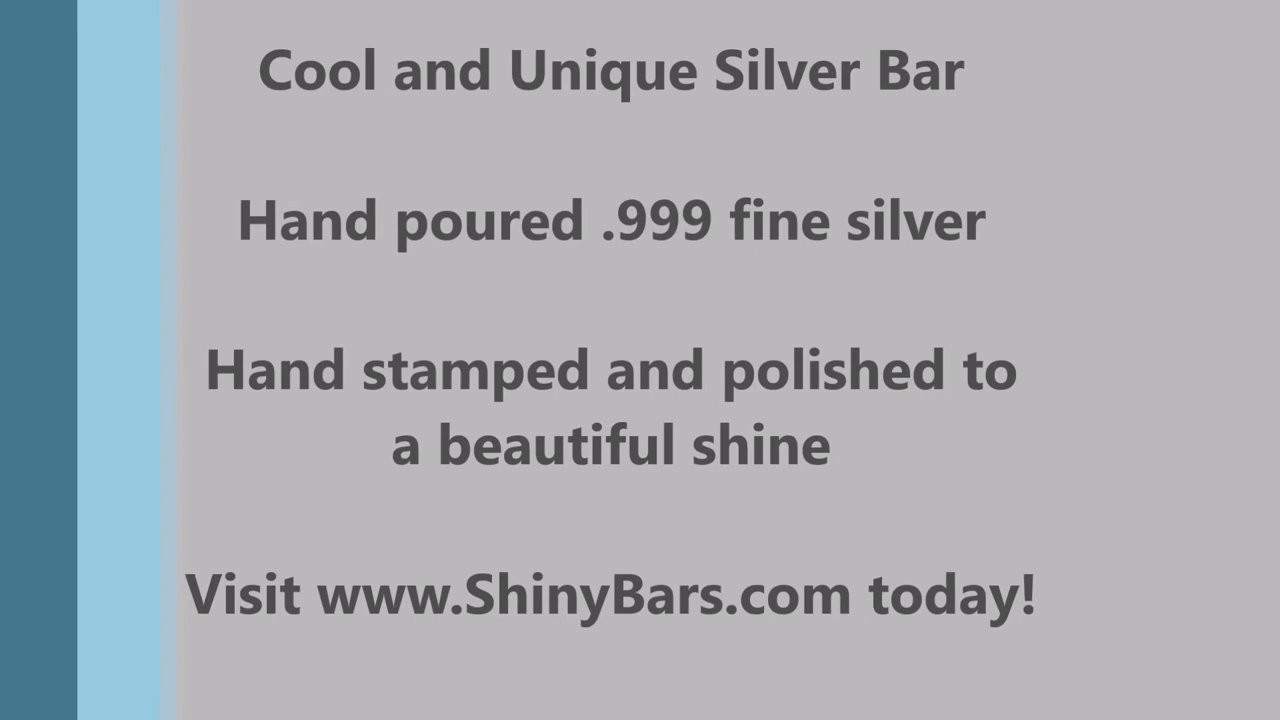 Cool and Unique Silver Bar
Hand poured .999 fine silver
Hand stamped and polished to
a beautiful shine
Visit www.ShinyBars.com today!